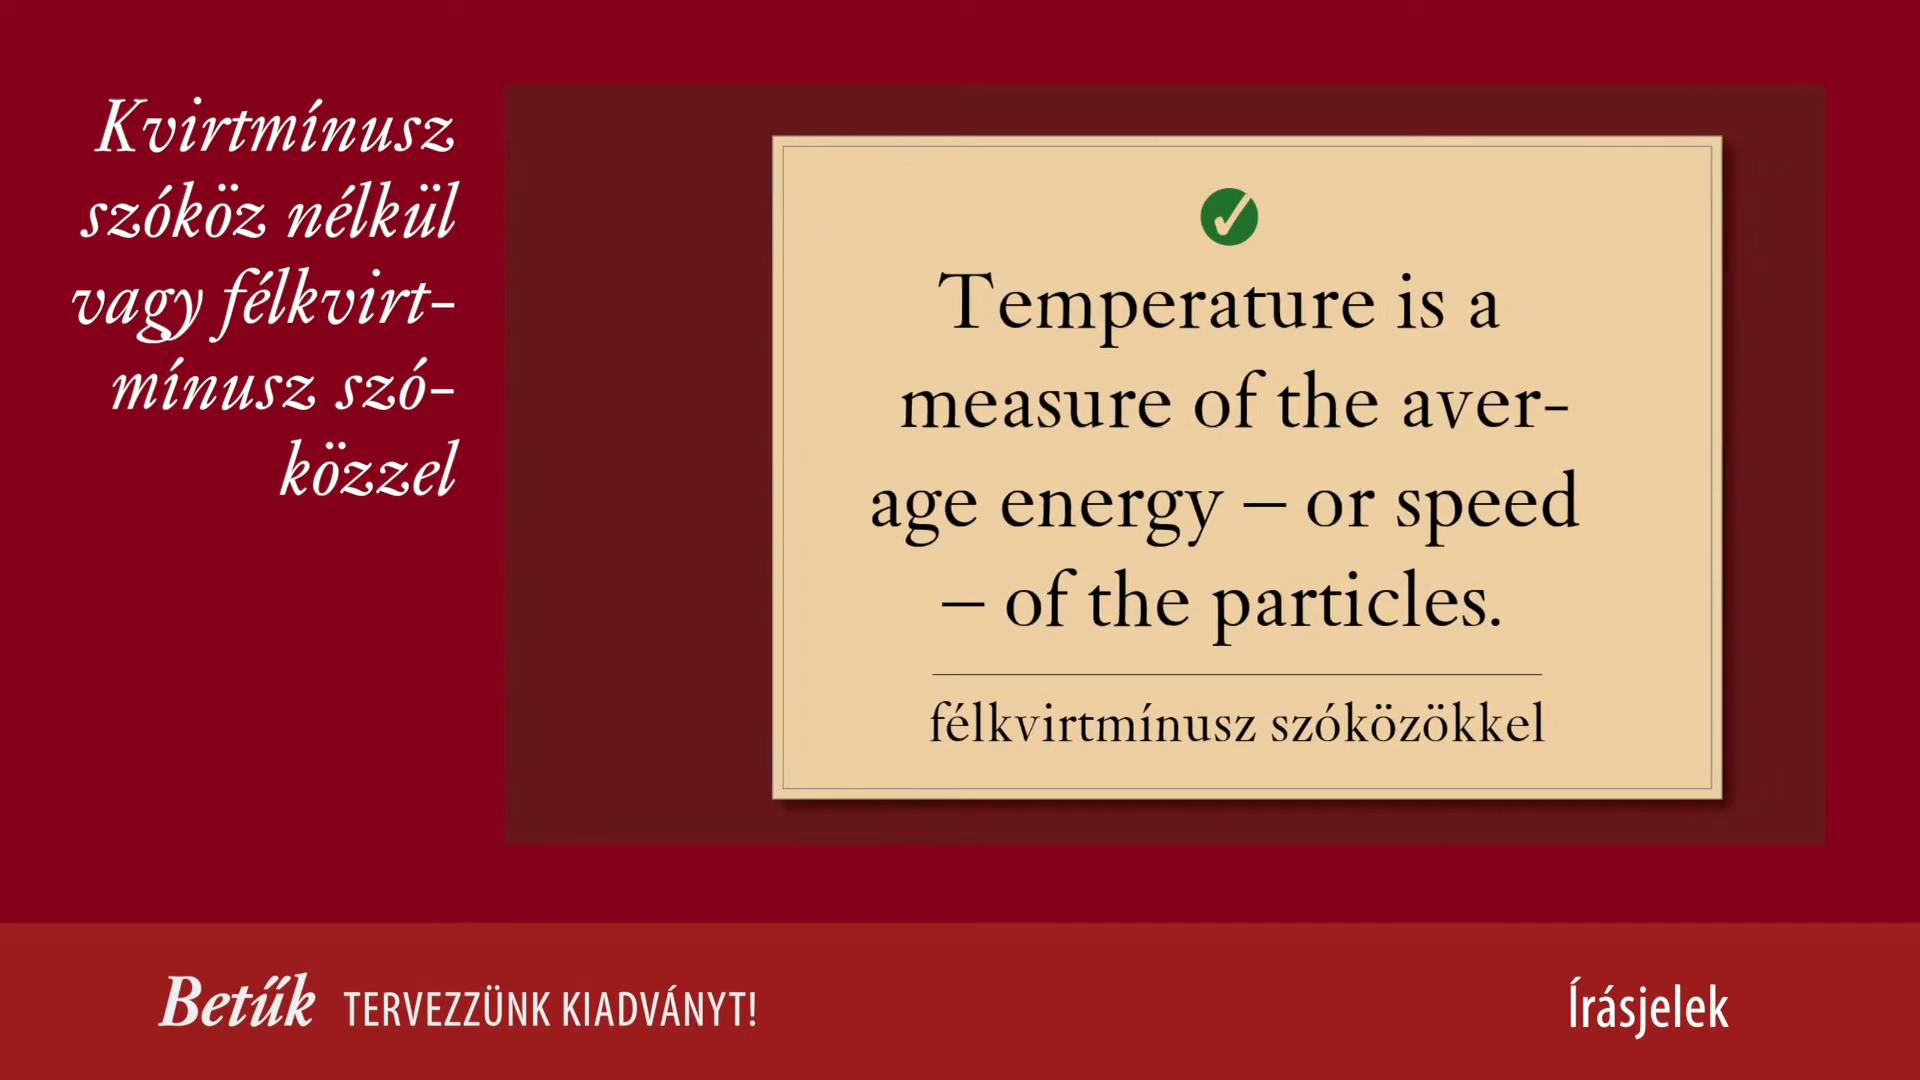 Kvirtmínusz
szóköz nélkül
vagy félkvirt-
mínusz szó-
közzel
Temperature is a
measure of the aver-
age energy – or speed
– of the particles.
félkvirtmínusz szóközökkel
Betűk TERVEZZÜNK KIADVÁNYT!
Írásjelek